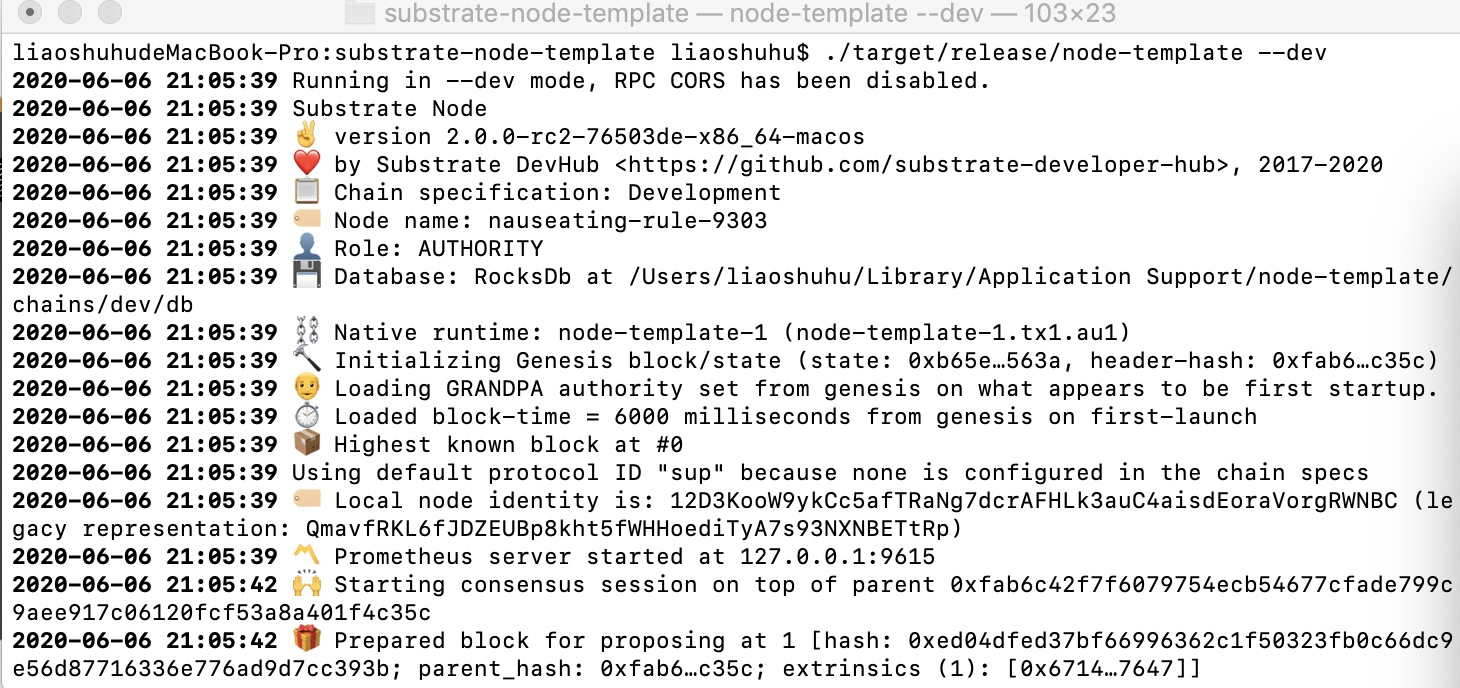 substrate-node-template — node-template --dev — 103×23
liaoshuhudeMacBook-Pro:substrate-node-template liaoshuhu$ ./target/release/node-template --dev
2020-06-06 21:05:39 Running in --dev mode, RPC CORS has been disabled.
2020-06-06 21:05:39 Substrate Node
2020-06-06 21:05:39 ✌️ version 2.0.0-rc2-76503de-x86_64-macos
2020-06-06 21:05:39 ❤️ by Substrate DevHub <https://github.com/substrate-developer-hub>, 2017-2020
2020-06-06 21:05:39 📋 Chain specification: Development
2020-06-06 21:05:39 🏷 Node name: nauseating-rule-9303
2020-06-06 21:05:39 👤 Role: AUTHORITY
2020-06-06 21:05:39 💾 Database: RocksDb at /Users/liaoshuhu/Library/Application Support/node-template/
chains/dev/db
2020-06-06 21:05:39 ⛓ Native runtime: node-template-1 (node-template-1.tx1.au1)
2020-06-06 21:05:39 🔨 Initializing Genesis block/state (state: 0xb65e…563a, header-hash: 0xfab6…c35c)
2020-06-06 21:05:39 👴 Loading GRANDPA authority set from genesis on what appears to be first startup.
2020-06-06 21:05:39 ⏱ Loaded block-time = 6000 milliseconds from genesis on first-launch
2020-06-06 21:05:39 📦 Highest known block at #0
2020-06-06 21:05:39 Using default protocol ID "sup" because none is configured in the chain specs
2020-06-06 21:05:39 🏷 Local node identity is: 12D3KooW9ykCc5afTRaNg7dcrAFHLk3auC4aisdEoraVorgRWNBC (le
gacy representation: QmavfRKL6fJDZEUBp8kht5fWHHoediTyA7s93NXNBETtRp)
2020-06-06 21:05:39 〽️ Prometheus server started at 127.0.0.1:9615
2020-06-06 21:05:42 🙌 Starting consensus session on top of parent 0xfab6c42f7f6079754ecb54677cfade799c
9aee917c06120fcf53a8a401f4c35c
2020-06-06 21:05:42 🎁 Prepared block for proposing at 1 [hash: 0xed04dfed37bf66996362c1f50323fb0c66dc9
e56d87716336e776ad9d7cc393b; parent_hash: 0xfab6…c35c; extrinsics (1): [0x6714…7647]]